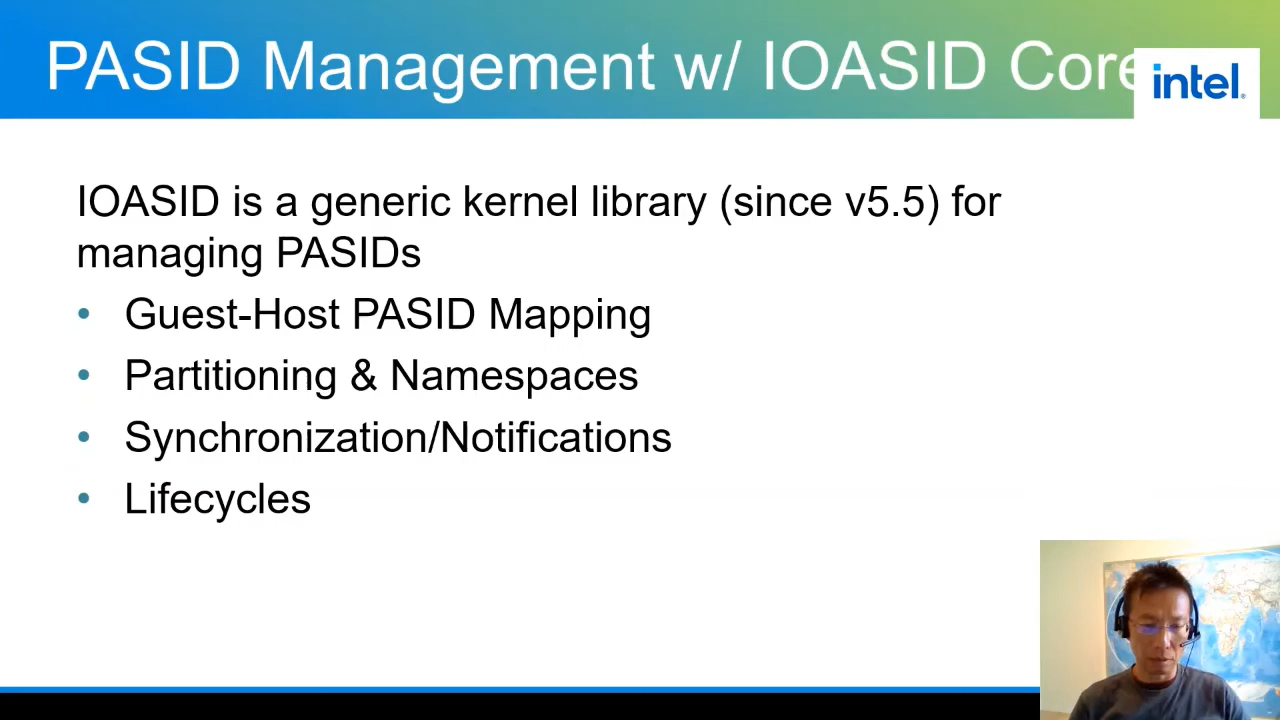 PASID Management w/ IOASID Core
intel.
IOASID is a generic kernel library (since v5.5) for
managing PASIDs
• Guest-Host PASID Mapping
• Partitioning & Namespaces
• Synchronization/Notifications
• Lifecycles